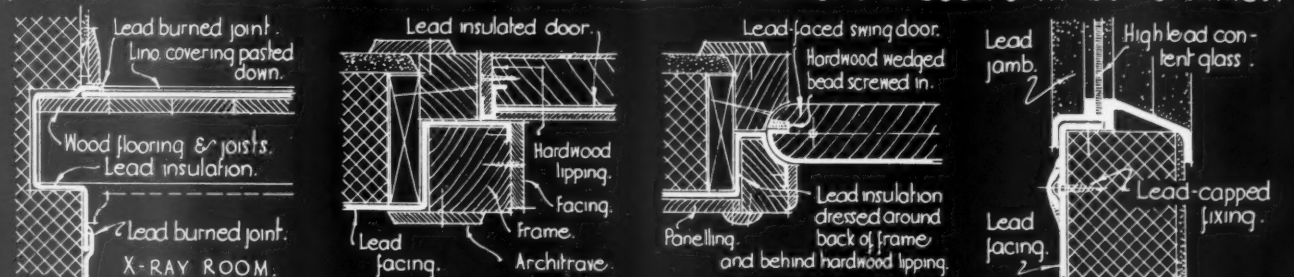 Lead burned joint.
Lino covering pasted
down.
Wood flooring & joists.
Lead insulation.
Lead burned joint.
X-RAY ROOM.
Lead insulated door.
Hardwood
lipping.
Facing.
Frame.
Architrave
Lead
facing.
Lead-faced swing door.
Hardwood wedged
bead screwed in.
Lead insulation
dressed around
back of frame
and behind hardwood lipping.
Panelling.
Lead
jamb.
High lead con-
tent glass.
Lead-capped
fixing.
Lead
facing.